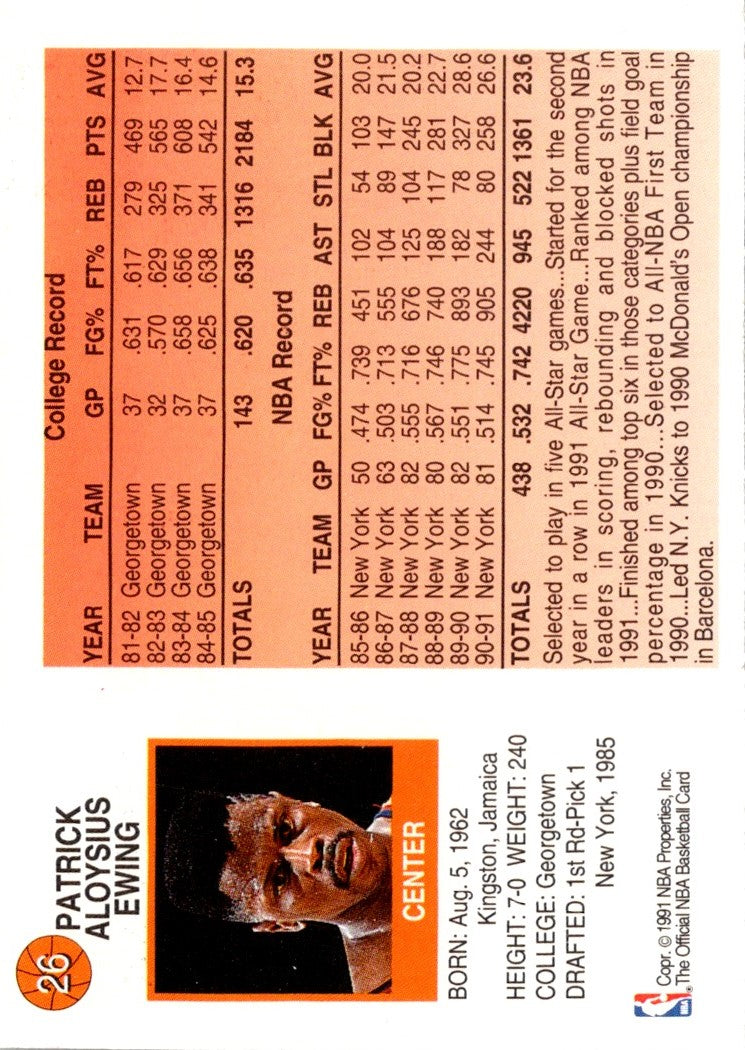 26
PATRICK
ALOYSIUS
EWING
CENTER
BORN: Aug. 5, 1962
Kingston, Jamaica
HEIGHT: 7-0 WEIGHT: 240
COLLEGE: Georgetown
DRAFTED: 1st Rd-Pick 1
New York, 1985
NBA
Copr. © 1991 NBA Properties, Inc.
The Official NBA Basketball Card
College Record
YEAR TEAM GP FG% FT% REB PTS AVG
81-82 Georgetown 37 .631 .617 279 469 12.7
82-83 Georgetown 32 .570 .629 325 565 17.7
83-84 Georgetown 37 .658 .656 371 608 16.4
84-85 Georgetown 37 .625 .638 341 542 14.6
TOTALS 143 .620 .635 1316 2184 15.3
NBA Record
YEAR TEAM GP FG% FT% REB AST STL BLK AVG
85-86 New York 50 .474 .739 451 102 54 103 20.0
86-87 New York 63 .503 .713 555 104 89 147 21.5
87-88 New York 82 .555 .716 676 125 104 245 20.2
88-89 New York 80 .567 .746 740 188 117 281 22.7
89-90 New York 82 .551 .775 893 182 78 327 28.6
90-91 New York 81 .514 .745 905 244 80 258 26.6
TOTALS 438 .532 .742 4220 945 522 1361 23.6
Selected to play in five All-Star games...Started for the second
year in a row in 1991 All-Star Game...Ranked among NBA
leaders in scoring, rebounding and blocked shots in
1991...Finished among top six in those categories plus field goal
percentage in 1990...Selected to All-NBA First Team in
1990...Led N.Y. Knicks to 1990 McDonald's Open championship
in Barcelona.